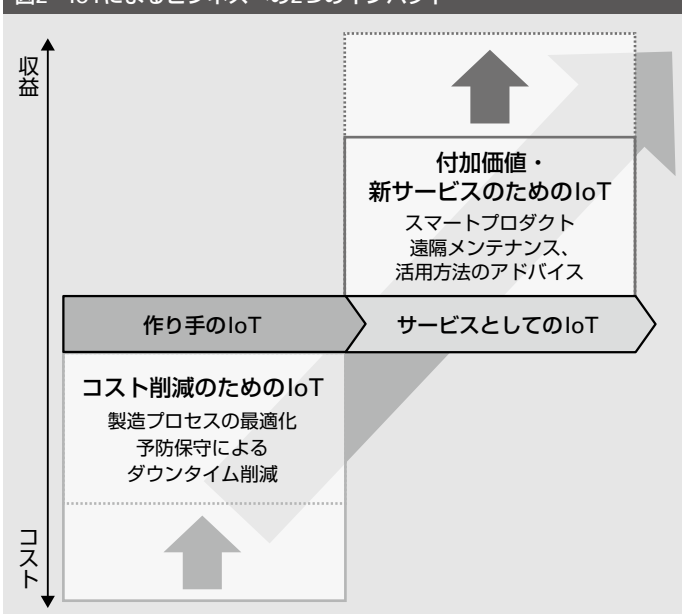 収益
付加価値・
新サービスのためのIoT
スマートプロダクト
遠隔メンテナンス、
活用方法のアドバイス
作り手のIoT
サービスとしてのIoT
コスト削減のためのIoT
製造プロセスの最適化
予防保守による
ダウンタイム削減
コスト